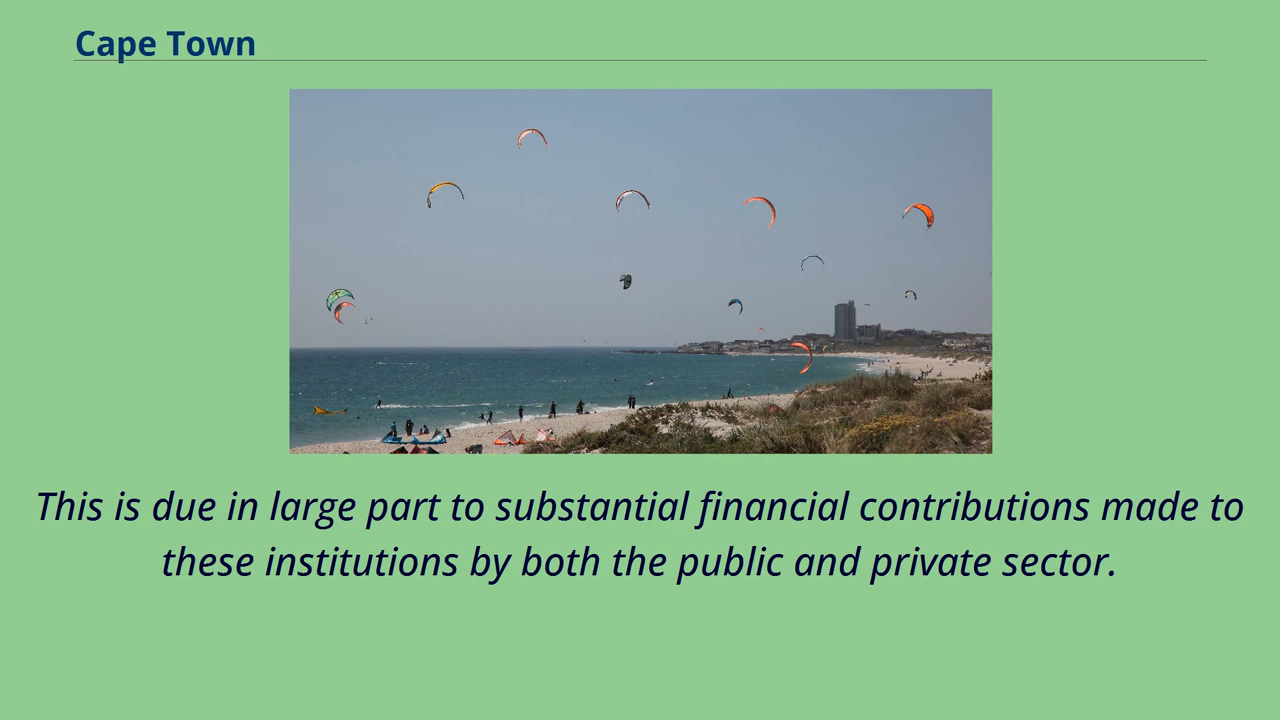 Cape Town
This is due in large part to substantial financial contributions made to
these institutions by both the public and private sector.